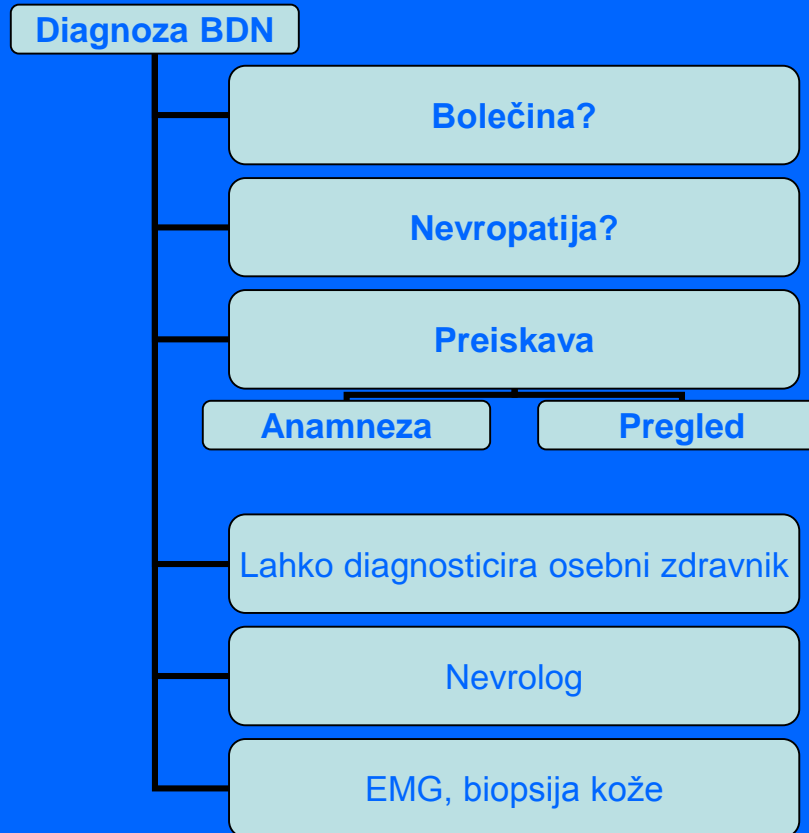 Diagnoza BDN
Bolečina?
Nevropatija?
Preiskava
Anamneza
Pregled
Lahko diagnosticira osebni zdravnik
Nevrolog
EMG, biopsija kože